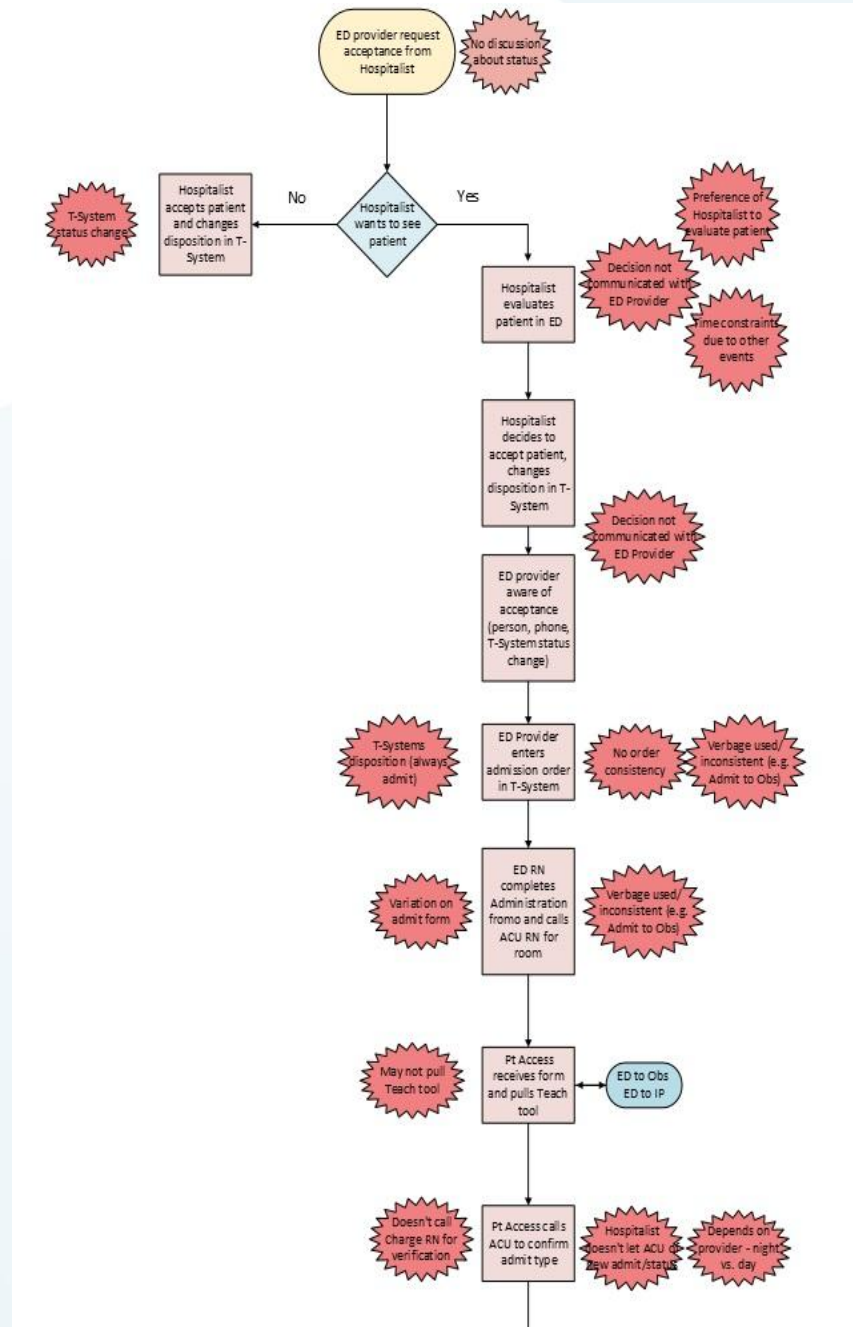 ED provider request
acceptance from
Hospitalist
No discussion
about status
T-System
status change
Hospitalist
accepts patient
and changes
disposition in T-
System
No
Hospitalist
wants to see
patient
Yes
Preference of
Hospitalist to
evaluate patient
Hospitalist
evaluates
patient in ED
Decision not
communicated with
ED Provider
Time constraints
due to other
events
Hospitalist
decides to
accept patient,
changes
disposition in T-
System
Decision not
communicated with
ED Provider
ED provider
aware of
acceptance
(person, phone,
T-System status
change)
T-Systems
disposition (always
admit)
ED Provider
enters
admission order
in T-System
No order
consistency
Verbage used/
inconsistent (e.g.
Admit to Obs)
Variation on
admit form
ED RN
completes
Administration
fromo and calls
ACU RN for
room
Verbage used/
inconsistent (e.g.
Admit to Obs)
May not pull
Teach tool
Pt Access
receives form
and pulls Teach
tool
ED to Obs
ED to IP
Doesn't call
Charge RN for
verification
Pt Access calls
ACU to confirm
admit type
Hospitalist
doesn't let ACU of
new admit/status
Depends on
provider - night
vs. day